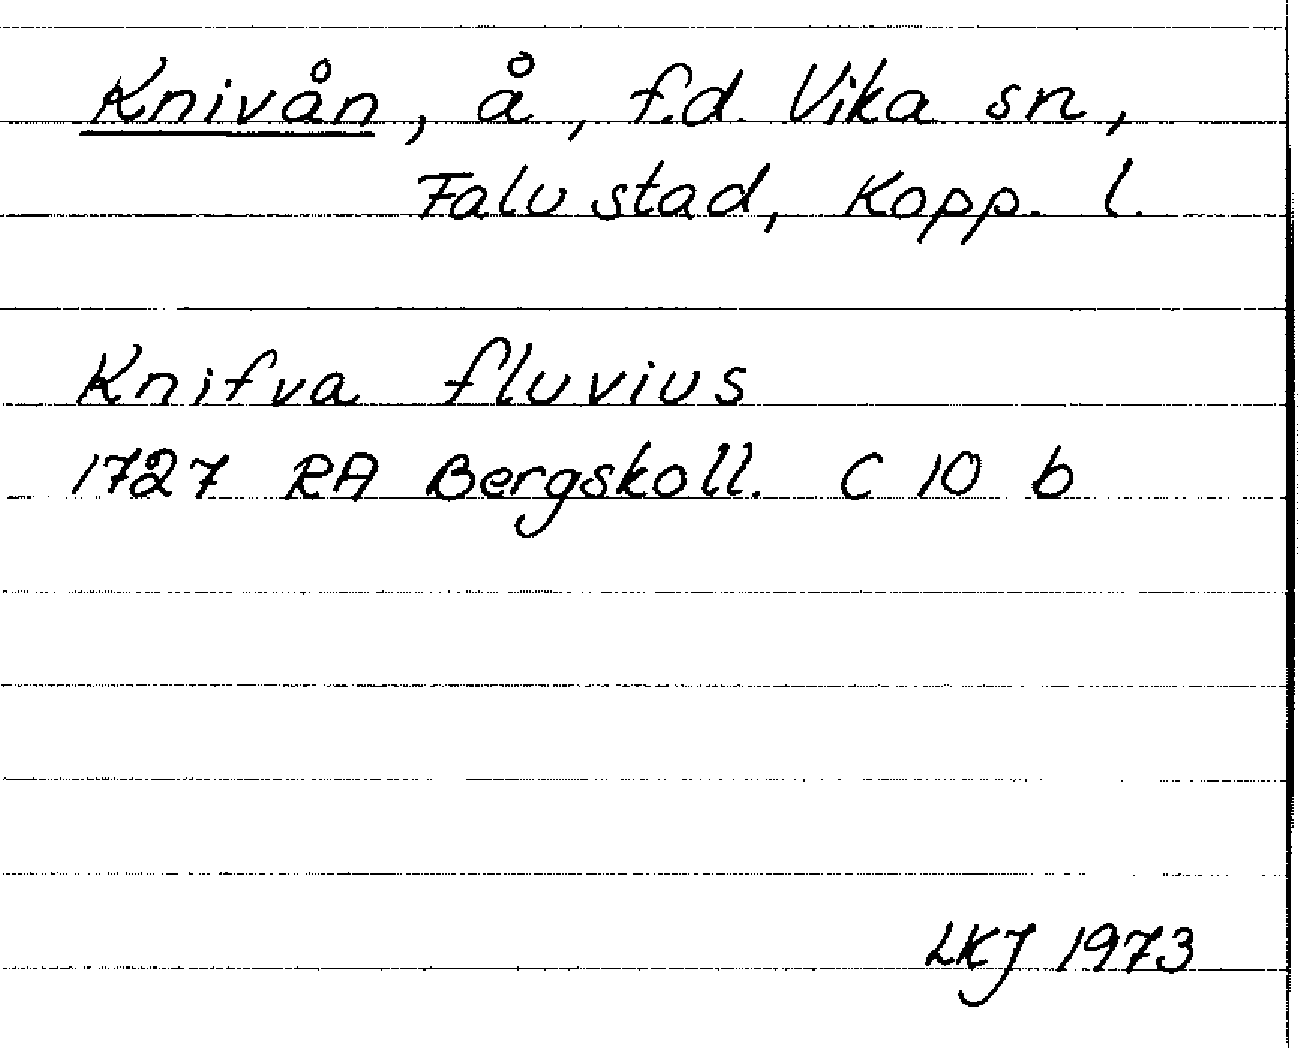 Knivån, å, f.d. Vika sn,
Falu stad, Kopp. l.
Knifva fluvius
1727 RA Bergskoll. C 10 b
LKJ 1973